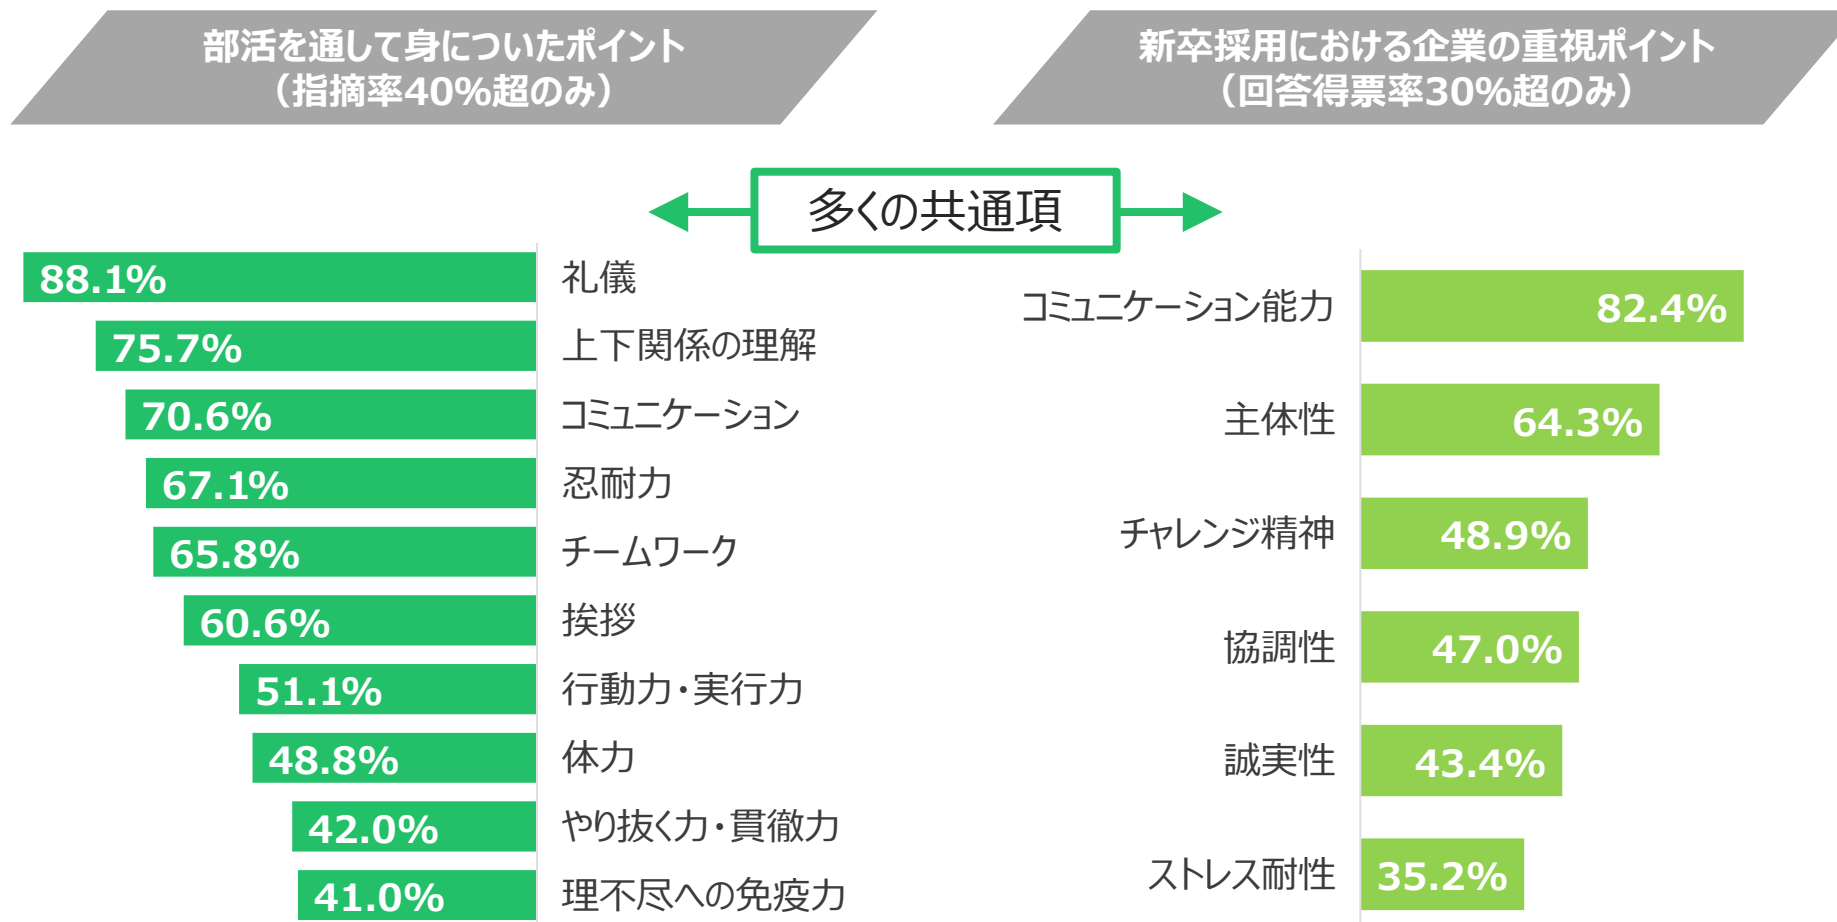 部活を通して身についたポイント
（指摘率40%超のみ）
新卒採用における企業の重視ポイント
（回答得票率30%超のみ）
多くの共通項
88.1% 礼儀
75.7% 上下関係の理解
70.6% コミュニケーション
67.1% 忍耐力
65.8% チームワーク
60.6% 挨拶
51.1% 行動力・実行力
48.8% 体力
42.0% やり抜く力・貫徹力
41.0% 理不尽への免疫力
コミュニケーション能力 82.4%
主体性 64.3%
チャレンジ精神 48.9%
協調性 47.0%
誠実性 43.4%
ストレス耐性 35.2%